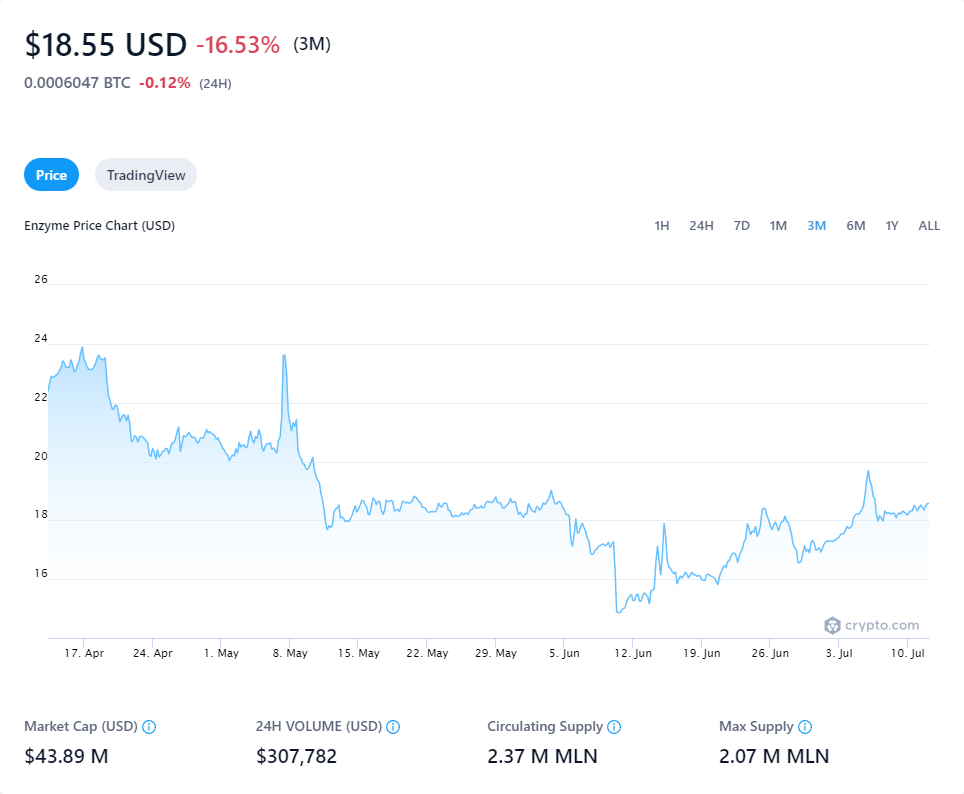 $18.55 USD -16.53% (3M)
0.0006047 BTC -0.12% (24H)
Price TradingView
Enzyme Price Chart (USD) 1H 24H 7D 1M 3M 6M 1Y ALL
26
24
22
20
18
16
crypto.com
17. Apr 24. Apr 1. May 8. May 15. May 22. May 29. May 5. Jun 12. Jun 19. Jun 26. Jun 3. Jul 10. Jul
Market Cap (USD) 24H VOLUME (USD) Circulating Supply Max Supply
$43.89 M $307,782 2.37 M MLN 2.07 M MLN